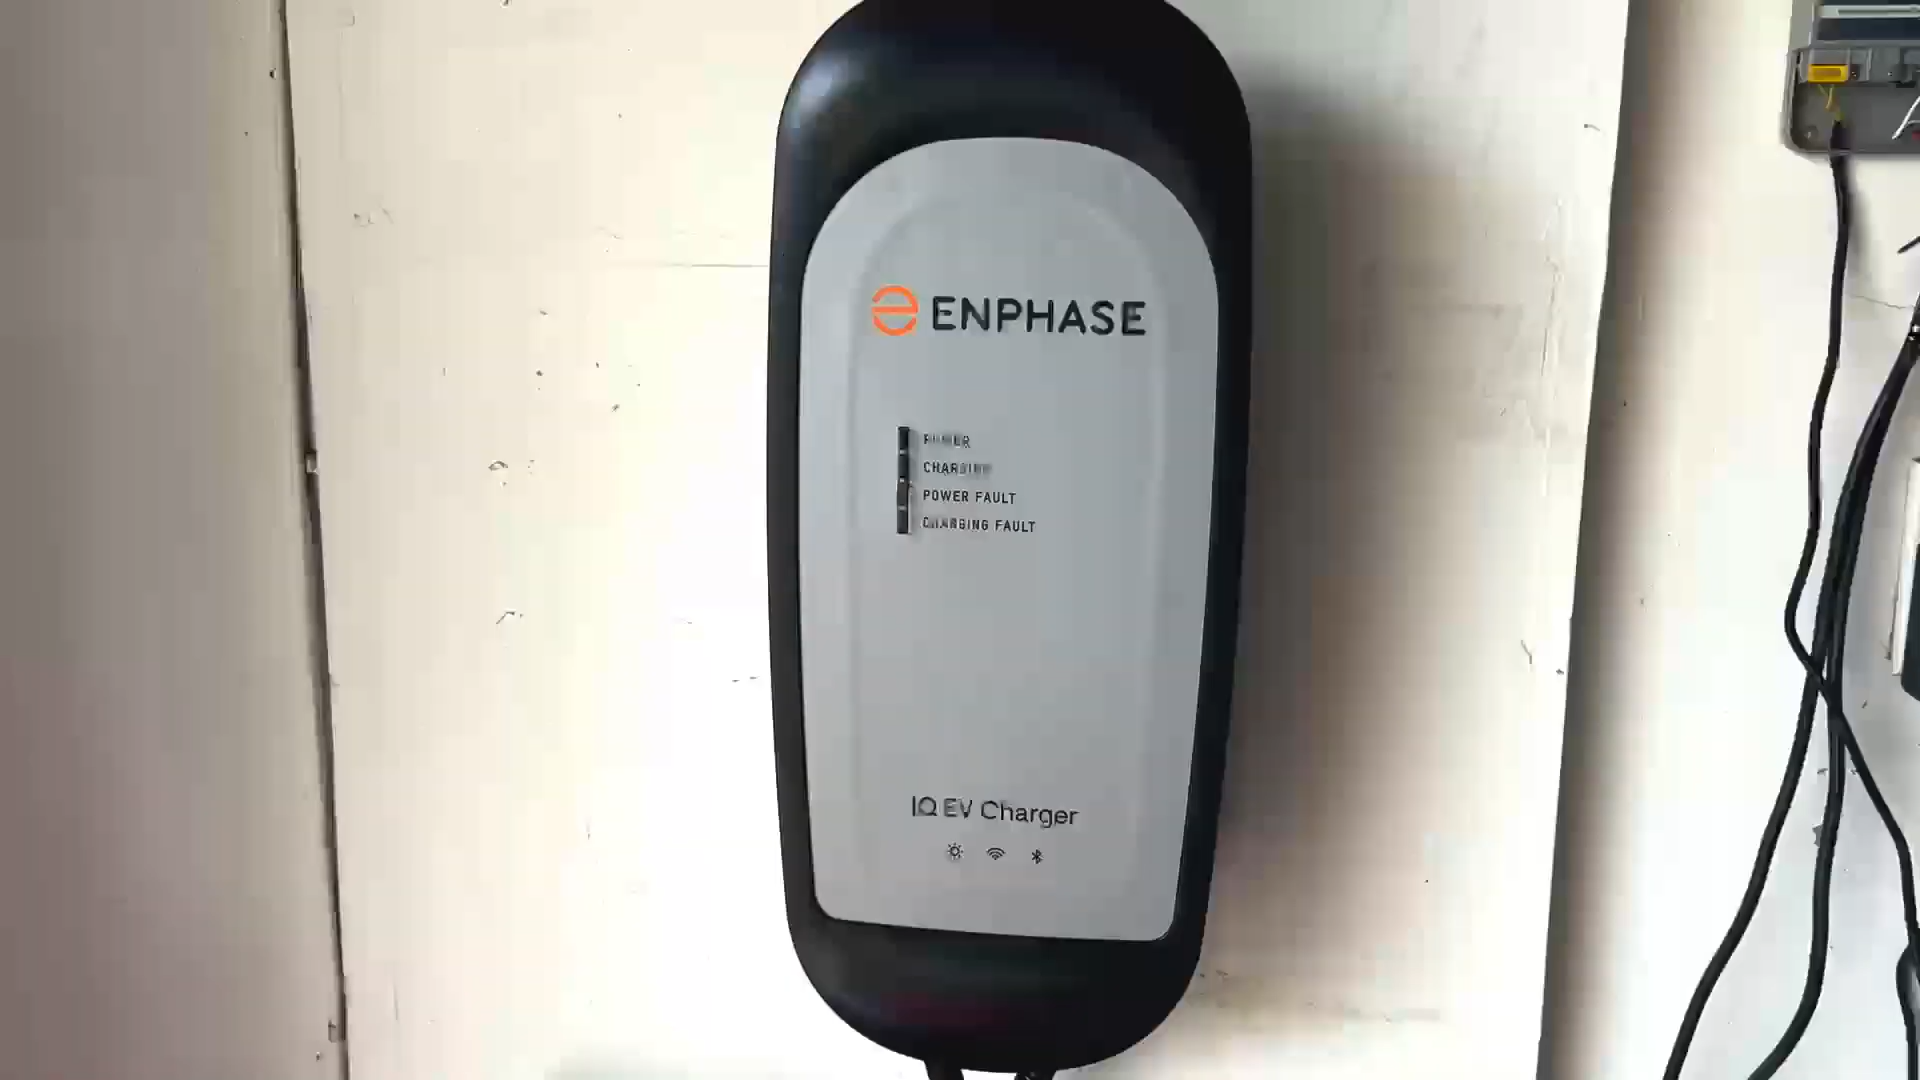 ENPHASE
POWER
CHARGING
POWER FAULT
CHARGING FAULT
IQ EV Charger